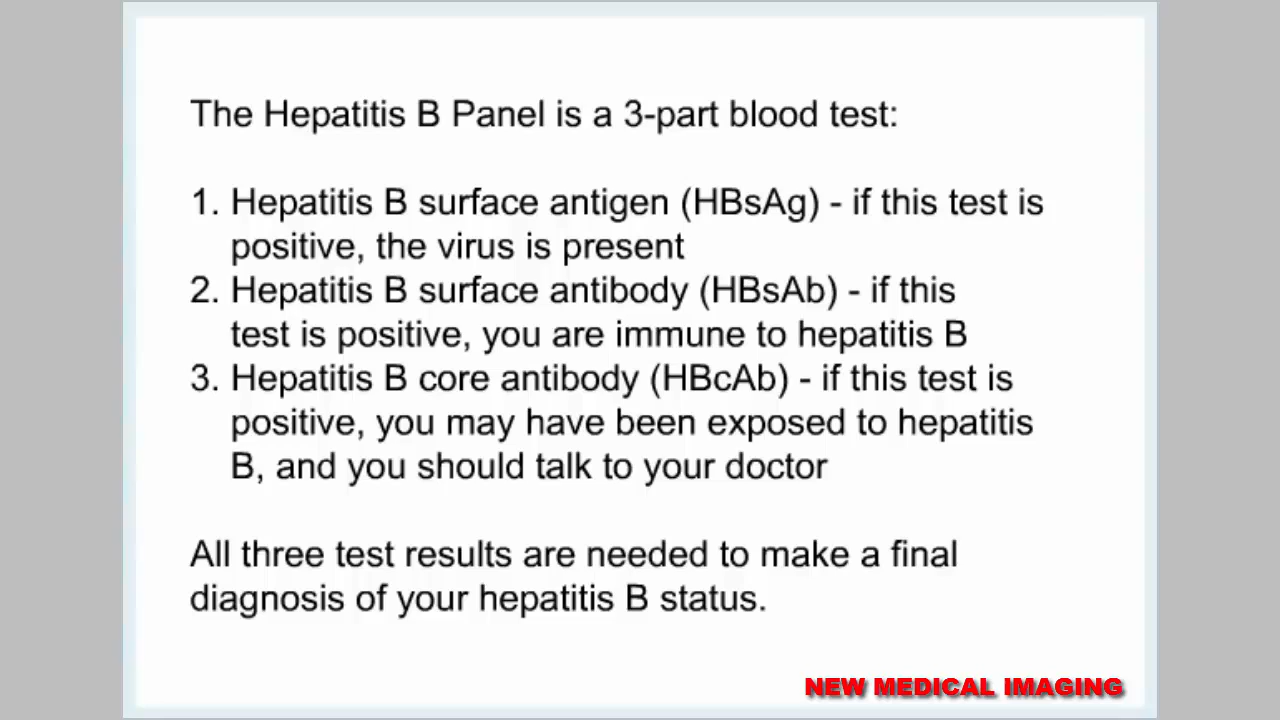 The Hepatitis B Panel is a 3-part blood test:
1. Hepatitis B surface antigen (HBsAg) - if this test is
positive, the virus is present
2. Hepatitis B surface antibody (HBsAb) - if this
test is positive, you are immune to hepatitis B
3. Hepatitis B core antibody (HBcAb) - if this test is
positive, you may have been exposed to hepatitis
B, and you should talk to your doctor
All three test results are needed to make a final
diagnosis of your hepatitis B status.
NEW MEDICAL IMAGING